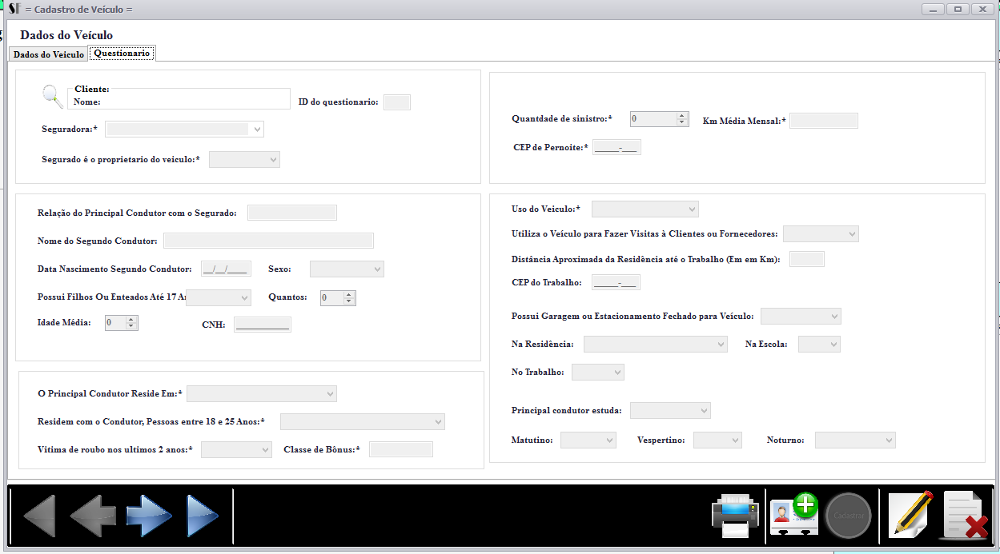 SF = Cadastro de Veículo =
Dados do Veículo
Dados do Veiculo Questionario
Cliente:
Nome:
ID do questionario:
Seguradora:*
Segurado é o proprietario do veiculo:*
Quantdade de sinistro:* 0 Km Média Mensal:*
CEP de Pernoite:* _____-___
Relação do Principal Condutor com o Segurado:
Nome do Segundo Condutor:
Data Nascimento Segundo Condutor: __/__/____ Sexo:
Possui Filhos Ou Enteados Até 17 A Quantos: 0
Idade Média: 0 CNH: ___________
Uso do Veiculo:*
Utiliza o Veículo para Fazer Visitas à Clientes ou Fornecedores:
Distância Aproximada da Residência até o Trabalho (Em em Km):
CEP do Trabalho: _____-___
Possui Garagem ou Estacionamento Fechado para Veículo:
Na Residência: Na Escola:
No Trabalho:
Principal condutor estuda:
Matutino: Vespertino: Noturno:
O Principal Condutor Reside Em:*
Residem com o Condutor, Pessoas entre 18 e 25 Anos:*
Vitima de roubo nos ultimos 2 anos:* Classe de Bônus:*
Cadastrar